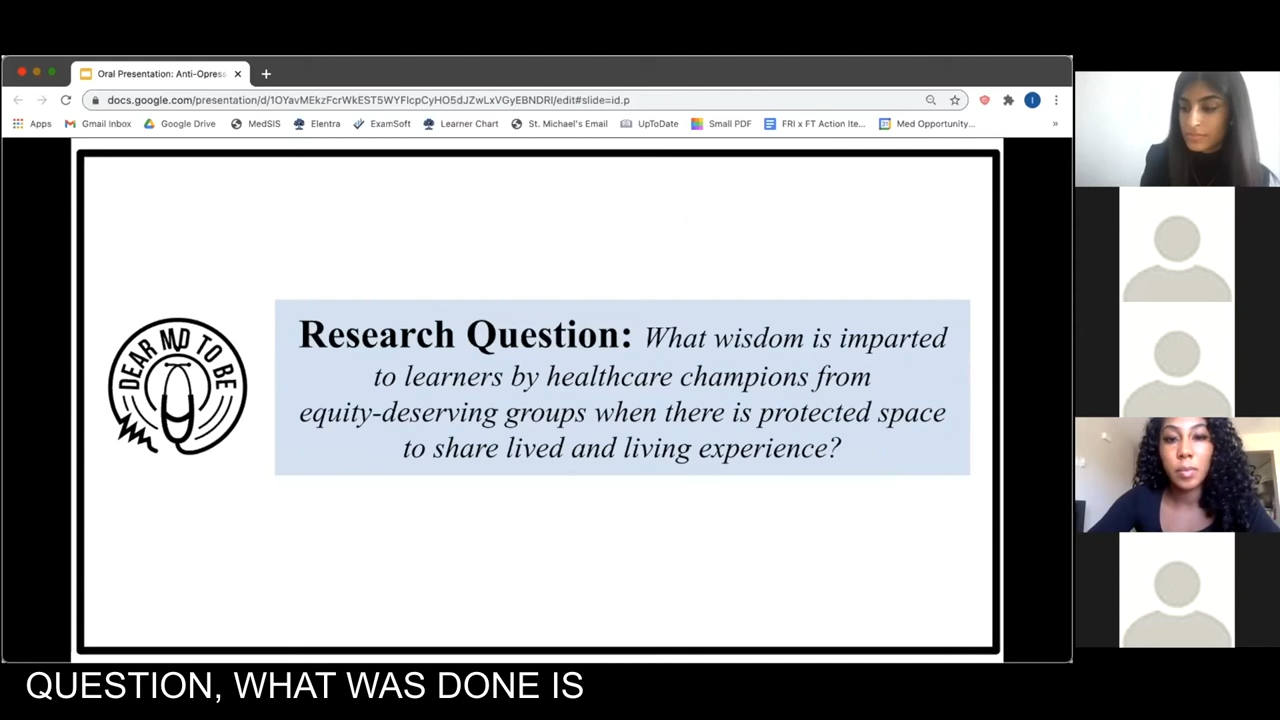 Oral Presentation: Anti-Opress
docs.google.com/presentation/d/1OYavMEkzFcrWkEST5WYFIcpCyHO5dJZwLxVGyEBNDRI/edit#slide=id.p
Apps Gmail Inbox Google Drive MedSIS Elentra ExamSoft Learner Chart St. Michael's Email UpToDate Small PDF FRI x FT Action Ite... Med Opportunity... »
I
DEAR MD TO BE
Research Question: What wisdom is imparted
to learners by healthcare champions from
equity-deserving groups when there is protected space
to share lived and living experience?
QUESTION, WHAT WAS DONE IS